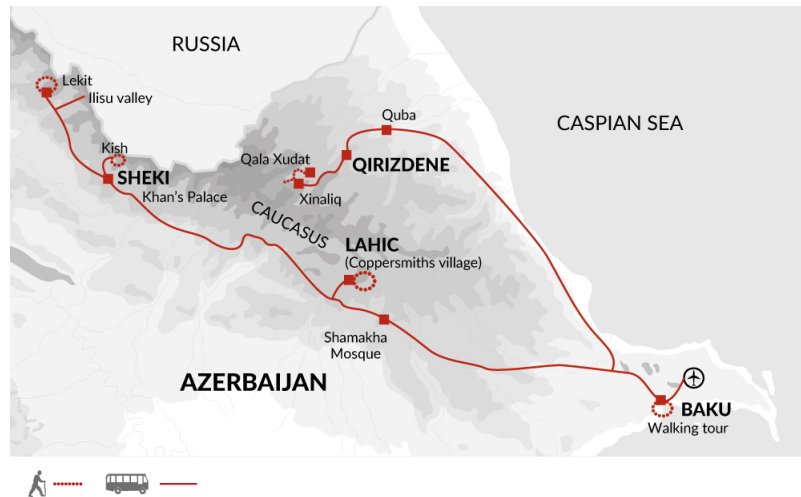 RUSSIA
Lekit
Ilisu valley
Quba
CASPIAN SEA
Kish
Qala Xudat
QIRIZDENE
SHEKI
Khan's Palace
Xinaliq
CAUCASUS
LAHIC
(Coppersmiths village)
Shamakha
Mosque
AZERBAIJAN
BAKU
Walking tour